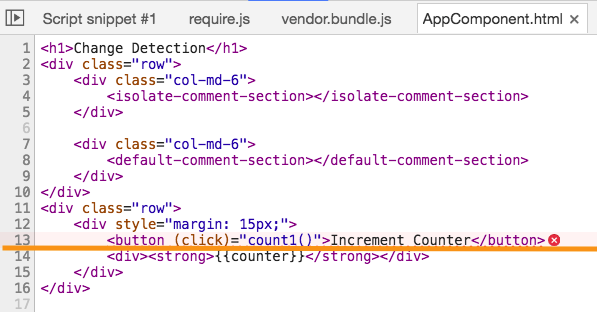 Script snippet #1 require.js vendor.bundle.js AppComponent.html ×
1 <h1>Change Detection</h1>
2 <div class="row">
3     <div class="col-md-6">
4         <isolate-comment-section></isolate-comment-section>
5     </div>
6
7     <div class="col-md-6">
8         <default-comment-section></default-comment-section>
9     </div>
10 </div>
11 <div class="row">
12     <div style="margin: 15px;">
13         <button (click)="count1()">Increment Counter</button>
14         <div><strong>{{counter}}</strong></div>
15     </div>
16 </div>
17